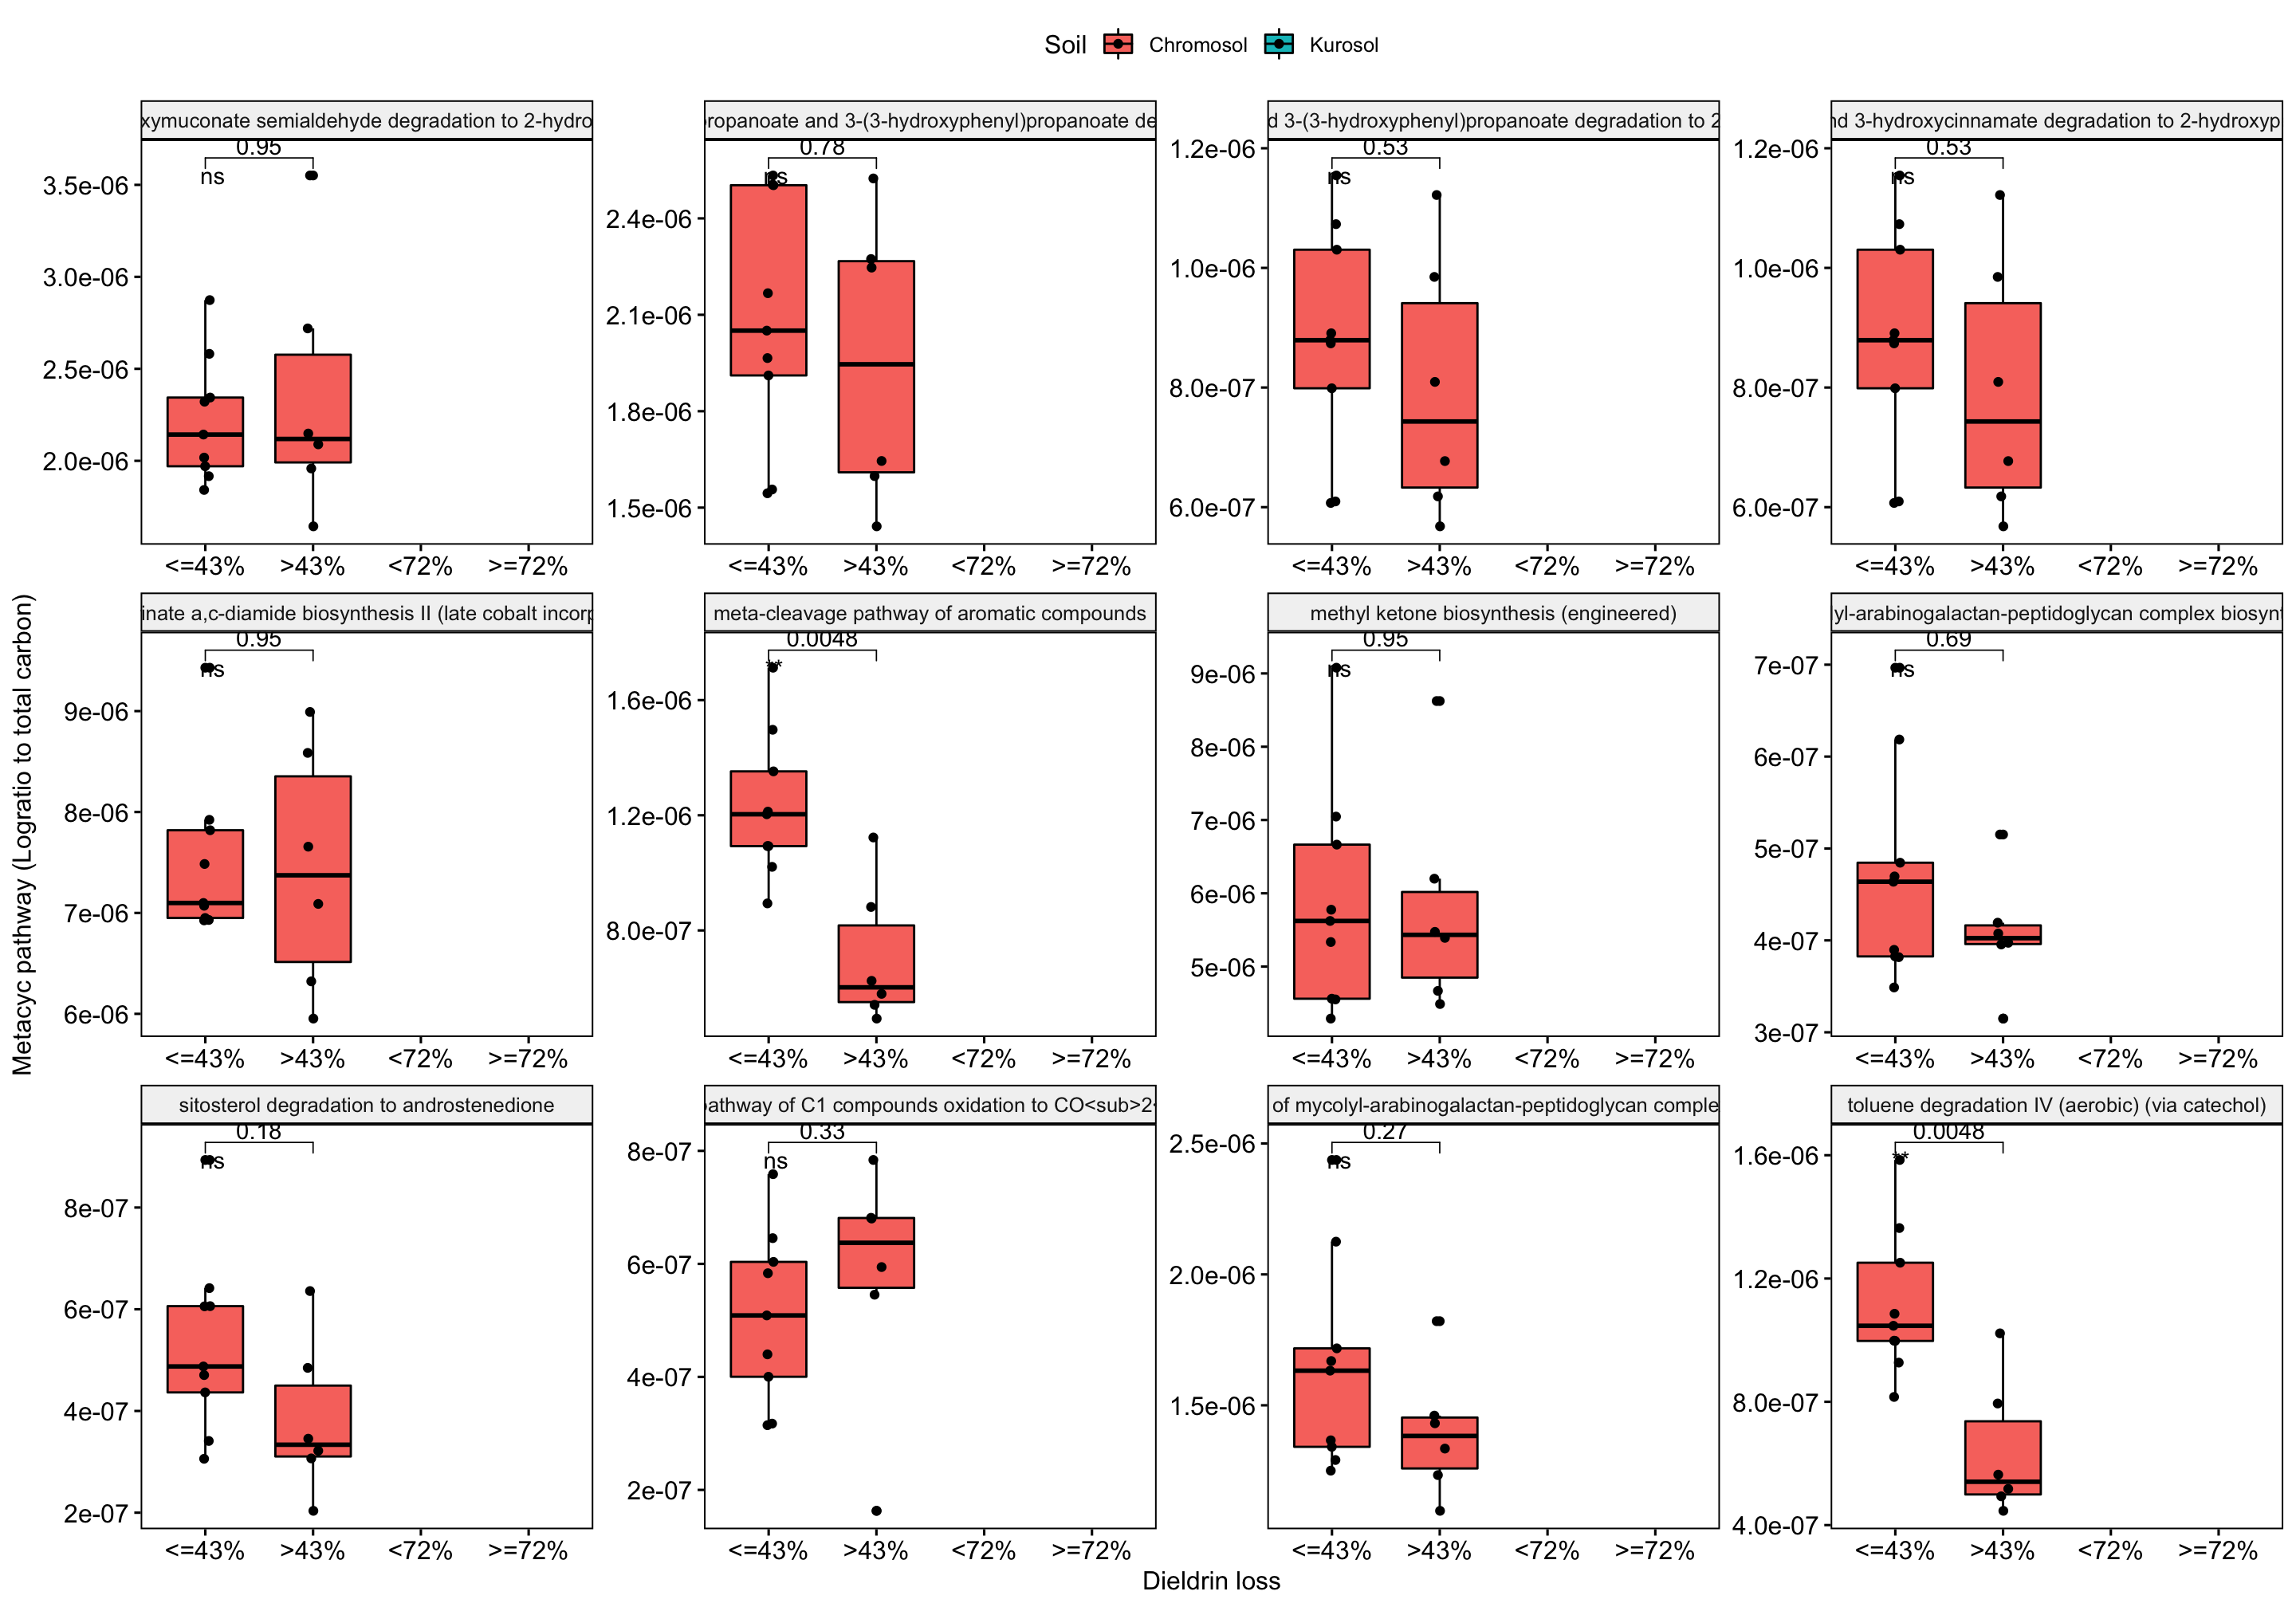 Soil Chromosol Kurosol
xymuconate semialdehyde degradation to 2-hydro
propanoate and 3-(3-hydroxyphenyl)propanoate de
d 3-(3-hydroxyphenyl)propanoate degradation to 2
nd 3-hydroxycinnamate degradation to 2-hydroxyp
0.95
ns
3.5e-06
3.0e-06
2.5e-06
2.0e-06
<=43% >43% <72% >=72%
0.78
ns
2.4e-06
2.1e-06
1.8e-06
1.5e-06
<=43% >43% <72% >=72%
0.53
ns
1.2e-06
1.0e-06
8.0e-07
6.0e-07
<=43% >43% <72% >=72%
0.53
ns
1.2e-06
1.0e-06
8.0e-07
6.0e-07
<=43% >43% <72% >=72%
Metacyc pathway (Logratio to total carbon)
inate a,c-diamide biosynthesis II (late cobalt incorp
meta-cleavage pathway of aromatic compounds
methyl ketone biosynthesis (engineered)
lyl-arabinogalactan-peptidoglycan complex biosynt
0.95
ns
9e-06
8e-06
7e-06
6e-06
<=43% >43% <72% >=72%
0.0048
**
1.6e-06
1.2e-06
8.0e-07
<=43% >43% <72% >=72%
0.95
ns
9e-06
8e-06
7e-06
6e-06
5e-06
<=43% >43% <72% >=72%
0.69
ns
7e-07
6e-07
5e-07
4e-07
3e-07
<=43% >43% <72% >=72%
sitosterol degradation to androstenedione
pathway of C1 compounds oxidation to CO<sub>2<
of mycolyl-arabinogalactan-peptidoglycan comple
toluene degradation IV (aerobic) (via catechol)
0.18
ns
8e-07
6e-07
4e-07
2e-07
<=43% >43% <72% >=72%
0.33
ns
8e-07
6e-07
4e-07
2e-07
<=43% >43% <72% >=72%
0.27
ns
2.5e-06
2.0e-06
1.5e-06
<=43% >43% <72% >=72%
0.0048
**
1.6e-06
1.2e-06
8.0e-07
4.0e-07
<=43% >43% <72% >=72%
Dieldrin loss